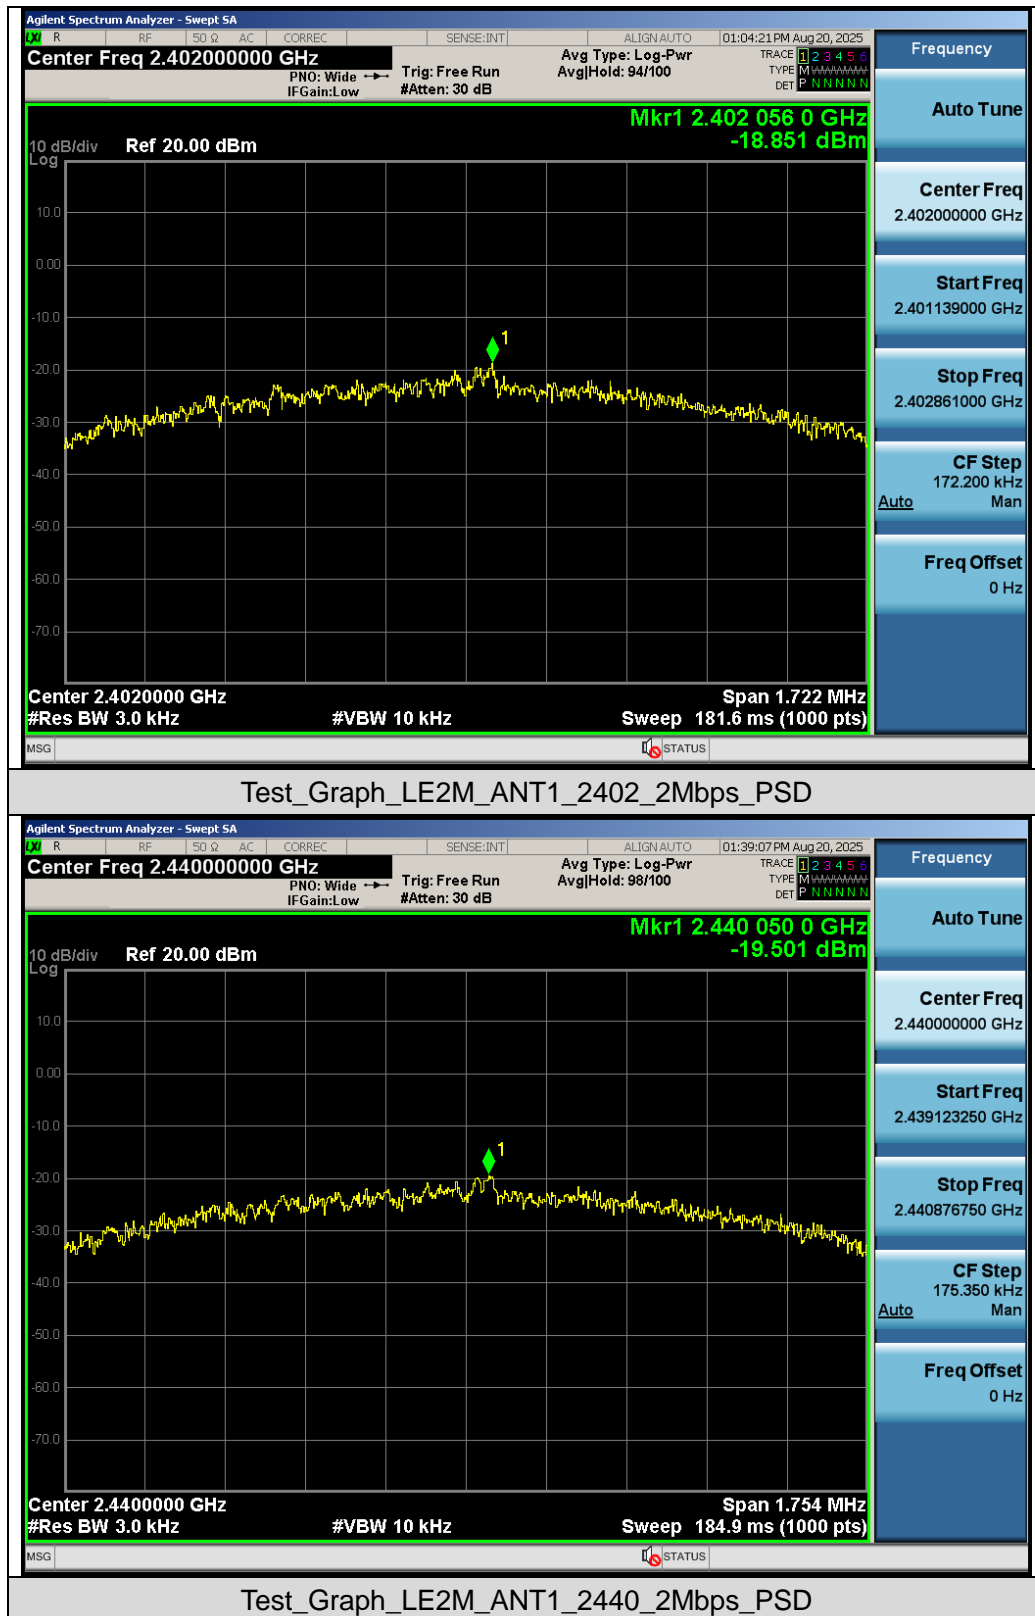 Agilent Spectrum Analyzer - Swept SA
LXI R RF 50 Ω AC CORREC SENSE:INT ALIGN AUTO 01:04:21 PM Aug 20, 2025
Center Freq 2.402000000 GHz
PNO: Wide
IFGain:Low
Trig: Free Run
#Atten: 30 dB
Avg Type: Log-Pwr
Avg|Hold: 94/100
TRACE 1 2 3 4 5 6
TYPE M WWWWW
DET P N N N N N
Mkr1 2.402 056 0 GHz
-18.851 dBm
10 dB/div Ref 20.00 dBm
Log
10.0
0.00
-10.0
1
-20.0
-30.0
-40.0
-50.0
-60.0
-70.0
Center 2.4020000 GHz Span 1.722 MHz
#Res BW 3.0 kHz #VBW 10 kHz Sweep 181.6 ms (1000 pts)
MSG STATUS
Frequency
Auto Tune
Center Freq
2.402000000 GHz
Start Freq
2.401139000 GHz
Stop Freq
2.402861000 GHz
CF Step
172.200 kHz
Auto Man
Freq Offset
0 Hz
Test_Graph_LE2M_ANT1_2402_2Mbps_PSD
Agilent Spectrum Analyzer - Swept SA
LXI R RF 50 Ω AC CORREC SENSE:INT ALIGN AUTO 01:39:07 PM Aug 20, 2025
Center Freq 2.440000000 GHz
PNO: Wide
IFGain:Low
Trig: Free Run
#Atten: 30 dB
Avg Type: Log-Pwr
Avg|Hold: 98/100
TRACE 1 2 3 4 5 6
TYPE M WWWWW
DET P N N N N N
Mkr1 2.440 050 0 GHz
-19.501 dBm
10 dB/div Ref 20.00 dBm
Log
10.0
0.00
-10.0
1
-20.0
-30.0
-40.0
-50.0
-60.0
-70.0
Center 2.4400000 GHz Span 1.754 MHz
#Res BW 3.0 kHz #VBW 10 kHz Sweep 184.9 ms (1000 pts)
MSG STATUS
Frequency
Auto Tune
Center Freq
2.440000000 GHz
Start Freq
2.439123250 GHz
Stop Freq
2.440876750 GHz
CF Step
175.350 kHz
Auto Man
Freq Offset
0 Hz
Test_Graph_LE2M_ANT1_2440_2Mbps_PSD